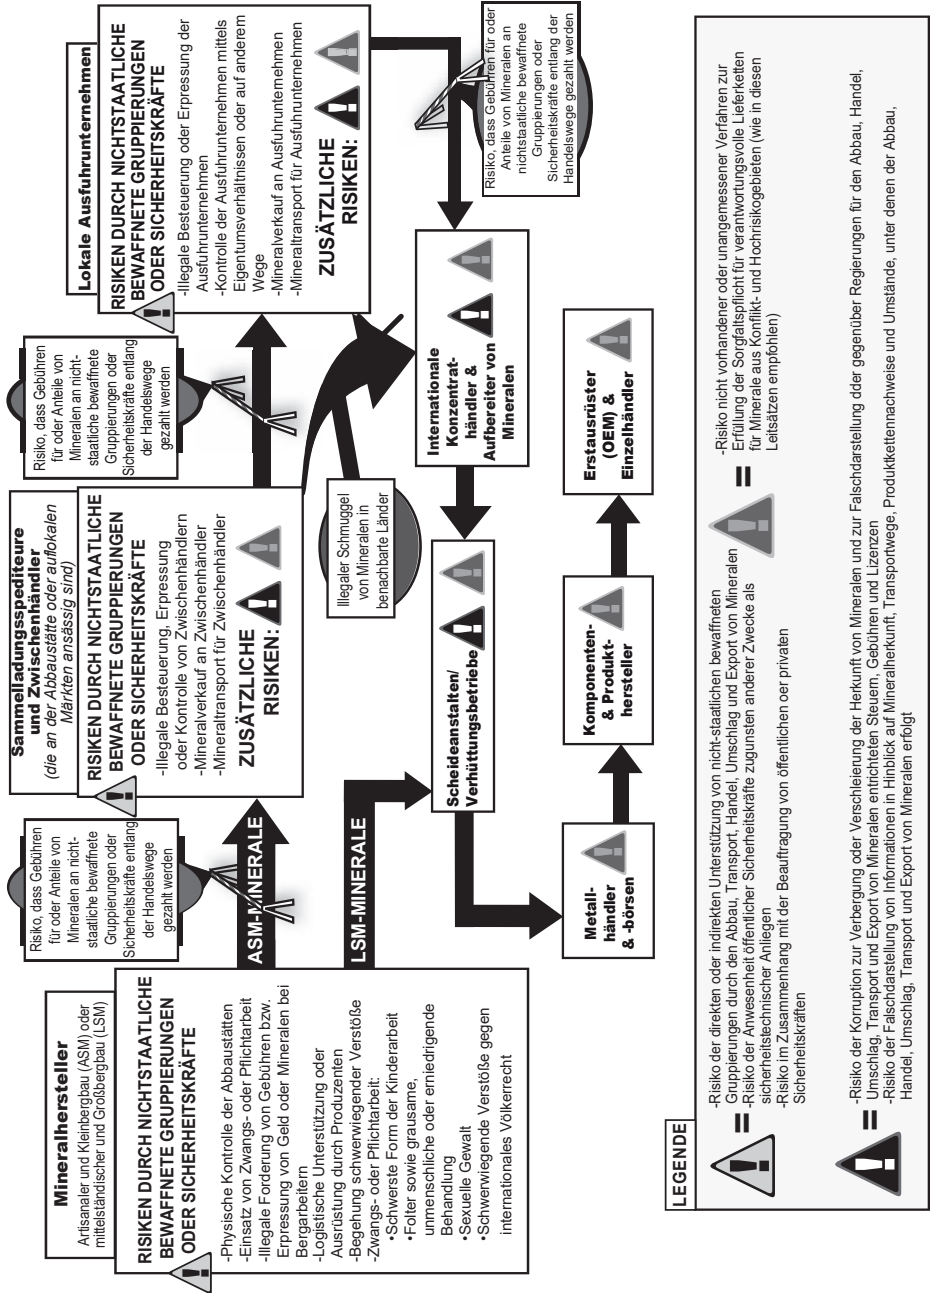 Mineralhersteller
Artisanaler und Kleinbergbau (ASM) oder
mittelständischer und Großbergbau (LSM)
RISIKEN DURCH NICHTSTAATLICHE
BEWAFFNETE GRUPPIERUNGEN
ODER SICHERHEITSKRÄFTE
-Physische Kontrolle der Abbaustätten
-Einsatz von Zwangs- oder Pflichtarbeit
-Illegale Forderung von Gebühren bzw.
Erpressung von Geld oder Mineralen bei
Bergarbeitern
-Logistische Unterstützung oder
Ausrüstung durch Produzenten
-Begehung schwerwiegender Verstöße
-Zwangs- oder Pflichtarbeit:
•Schwerste Form der Kinderarbeit
•Folter sowie grausame,
unmenschliche oder erniedrigende
Behandlung
•Sexuelle Gewalt
•Schwerwiegende Verstöße gegen
internationales Völkerrecht
Risiko, dass Gebühren
für oder Anteile von
Mineralen an nicht-
staatliche bewaffnete
Gruppierungen oder
Sicherheitskräfte entlang
der Handelswege
gezahlt werden
ASM-MINERALE
LSM-MINERALE
Sammelladungsspediteure
und Zwischenhändler
(die an der Abbaustätte oder auflokalen
Märkten ansässig sind)
RISIKEN DURCH NICHTSTAATLICHE
BEWAFFNETE GRUPPIERUNGEN
ODER SICHERHEITSKRÄFTE
-Illegale Besteuerung, Erpressung
oder Kontrolle von Zwischenhändlern
-Mineralverkauf an Zwischenhändler
-Mineraltransport für Zwischenhändler
ZUSÄTZLICHE
RISIKEN:
Risiko, dass Gebühren
für oder Anteile von
Mineralen an nicht-
staatliche bewaffnete
Gruppierungen oder
Sicherheitskräfte entlang
der Handelswege
gezahlt werden
Lokale Ausfuhrunternehmen
RISIKEN DURCH NICHTSTAATLICHE
BEWAFFNETE GRUPPIERUNGEN
ODER SICHERHEITSKRÄFTE
-Illegale Besteuerung oder Erpressung der
Ausfuhrunternehmen
-Kontrolle der Ausfuhrunternehmen mittels
Eigentumsverhältnissen oder auf anderem
Wege
-Mineralverkauf an Ausfuhrunternehmen
-Mineraltransport für Ausfuhrunternehmen
ZUSÄTZLICHE
RISIKEN:
Illegaler Schmuggel
von Mineralen in
benachbarte Länder
Risiko, dass Gebühren für oder
Anteile von Mineralen an
nichtstaatliche bewaffnete
Gruppierungen oder
Sicherheitskräfte entlang der
Handelswege gezahlt werden
Internationale
Konzentrat-
händler &
Aufbereiter von
Mineralen
Scheideanstalten/
Verhüttungsbetriebe
Metall-
händler
& -börsen
Komponenten-
& Produkt-
hersteller
Erstausrüster
(OEM) &
Einzelhändler
LEGENDE
=
-Risiko der direkten oder indirekten Unterstützung von nicht-staatlichen bewaffneten
Gruppierungen durch den Abbau, Transport, Handel, Umschlag und Export von Mineralen
-Risiko der Anwesenheit öffentlicher Sicherheitskräfte zugunsten anderer Zwecke als
sicherheitstechnischer Anliegen
-Risiko im Zusammenhang mit der Beauftragung von öffentlichen oer privaten
Sicherheitskräften
=
-Risiko nicht vorhandener oder unangemessener Verfahren zur
Erfüllung der Sorgfaltspflicht für verantwortungsvolle Lieferketten
für Minerale aus Konflikt- und Hochrisikogebieten (wie in diesen
Leitsätzen empfohlen)
=
-Risiko der Korruption zur Verbergung oder Verschleierung der Herkunft von Mineralen und zur Falschdarstellung der gegenüber Regierungen für den Abbau, Handel,
Umschlag, Transport und Export von Mineralen entrichteten Steuern, Gebühren und Lizenzen
-Risiko der Falschdarstellung von Informationen in Hinblick auf Mineralherkunft, Transportwege, Produktkettennachweise und Umstände, unter denen der Abbau,
Handel, Umschlag, Transport und Export von Mineralen erfolgt